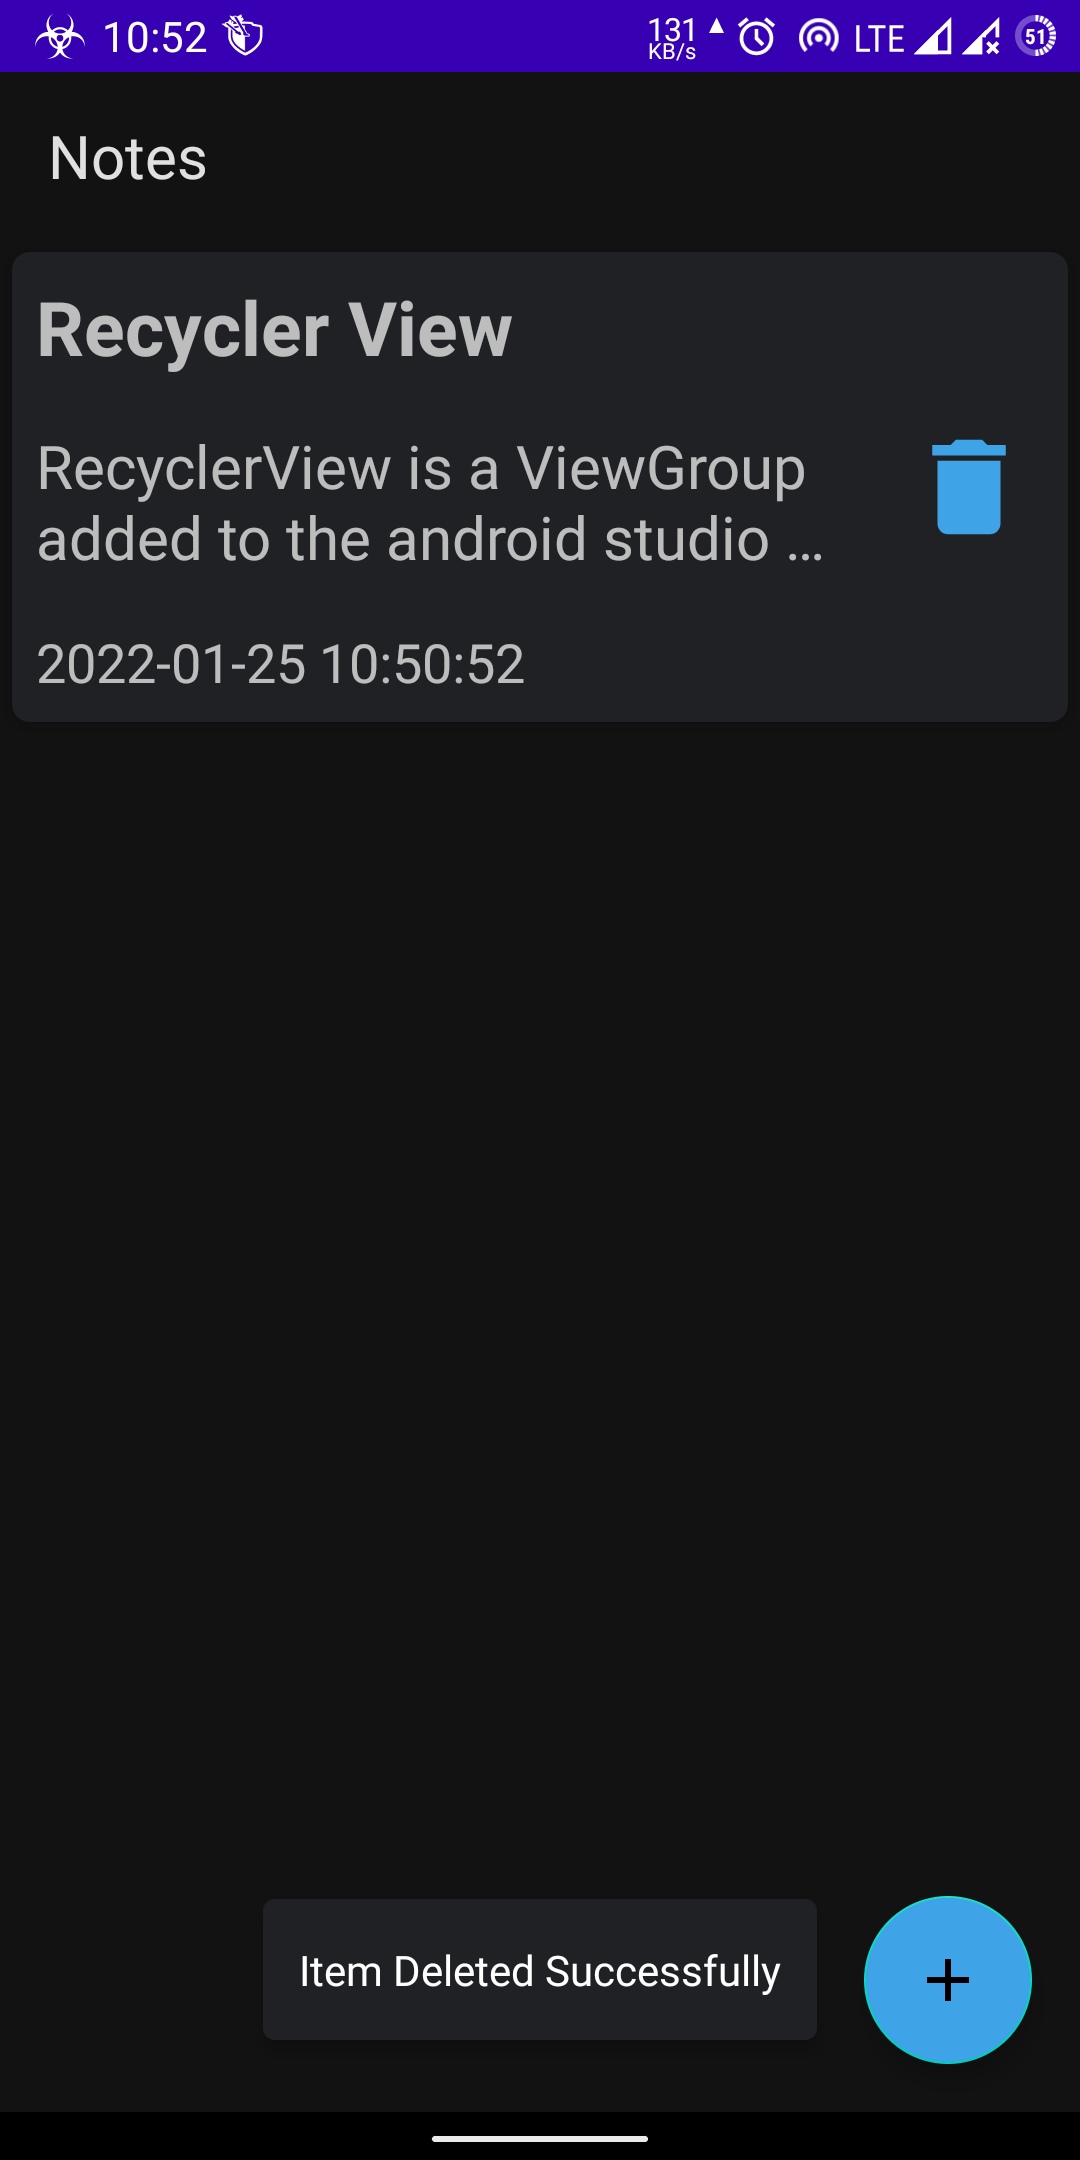 10:52
131
KB/s
LTE
51
Notes
Recycler View
RecyclerView is a ViewGroup
added to the android studio ...
2022-01-25 10:50:52
Item Deleted Successfully